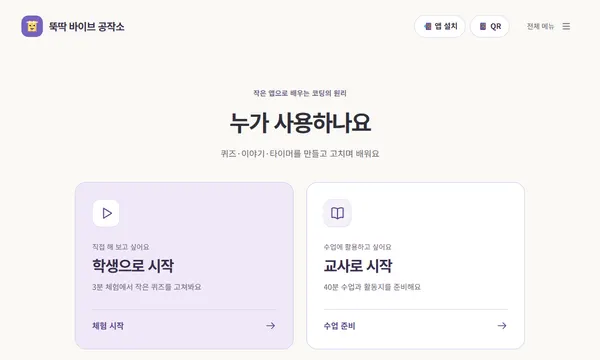 뚝딱 바이브 공작소
앱 설치
QR
전체 메뉴
작은 앱으로 배우는 코딩의 원리
누가 사용하나요
퀴즈·이야기·타이머를 만들고 고치며 배워요
직접 해 보고 싶어요
학생으로 시작
3분 체험에서 작은 퀴즈를 고쳐봐요
체험 시작
수업에 활용하고 싶어요
교사로 시작
40분 수업과 활동지를 준비해요
수업 준비